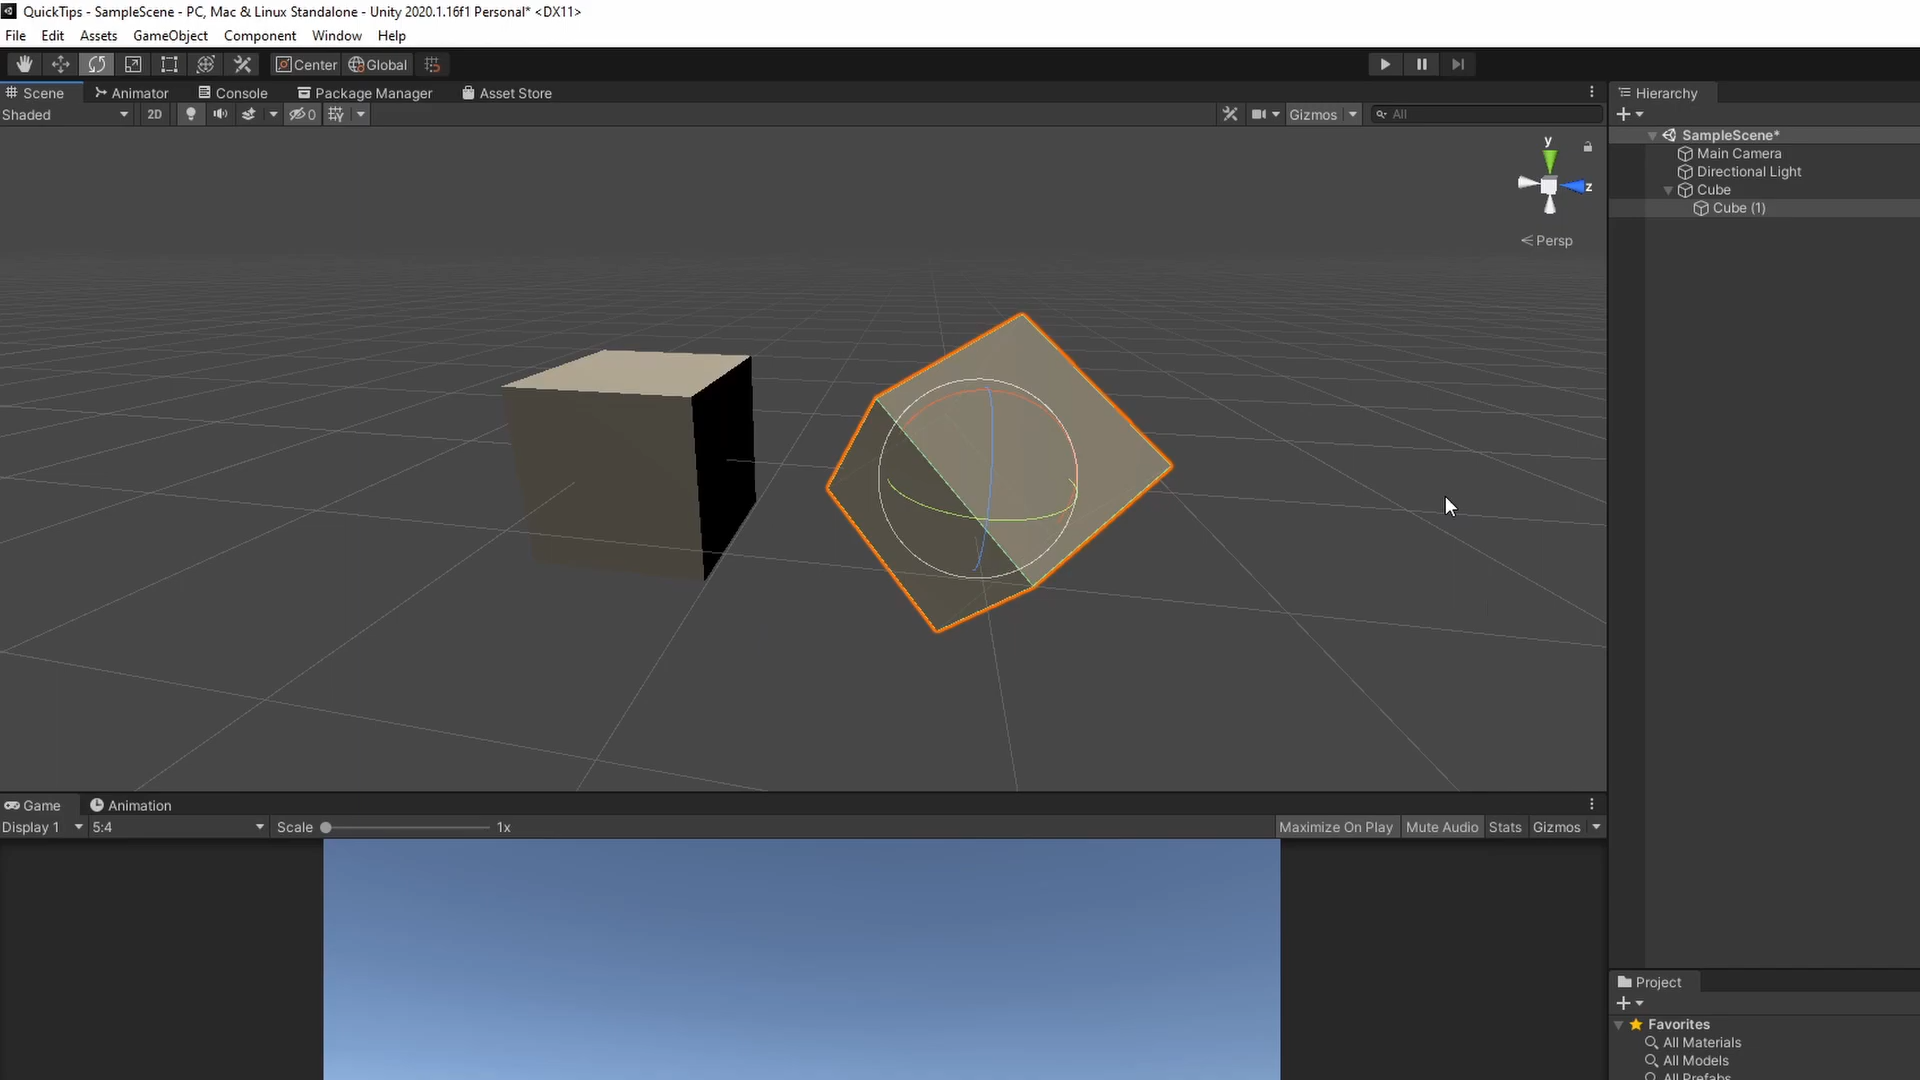 QuickTips - SampleScene - PC, Mac & Linux Standalone - Unity 2020.1.16f1 Personal* <DX11>
File Edit Assets GameObject Component Window Help
Center Global
Scene Animator Console Package Manager Asset Store
Hierarchy
Shaded 2D 0 Gizmos All
SampleScene*
Main Camera
Directional Light
Cube
Cube (1)
y
z
Persp
Game Animation
Display 1 5:4 Scale 1x Maximize On Play Mute Audio Stats Gizmos
Project
Favorites
All Materials
All Models
All Prefabs